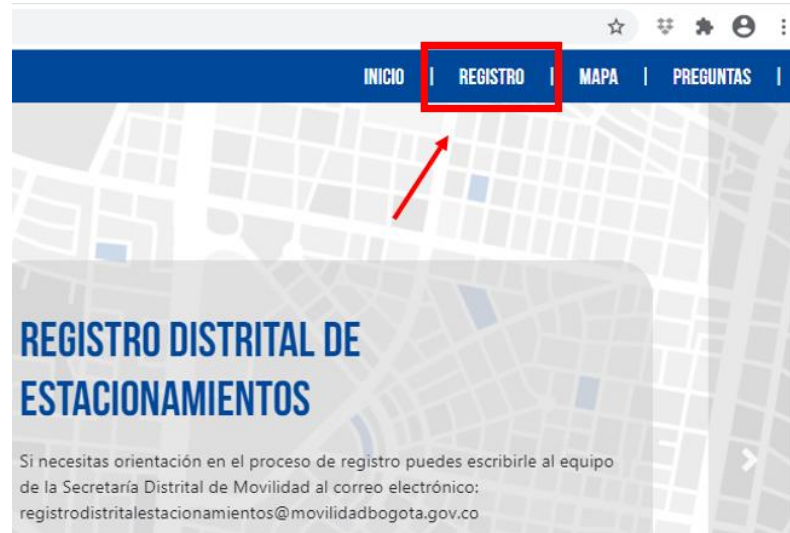 INICIO | REGISTRO | MAPA | PREGUNTAS |
REGISTRO DISTRITAL DE
ESTACIONAMIENTOS
Si necesitas orientación en el proceso de registro puedes escribirle al equipo
de la Secretaría Distrital de Movilidad al correo electrónico:
registrodistritalestacionamientos@movilidadbogota.gov.co